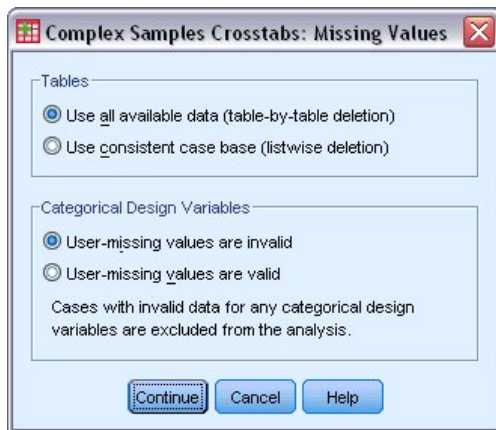 Complex Samples Crosstabs: Missing Values
Tables
Use all available data (table-by-table deletion)
Use consistent case base (listwise deletion)
Categorical Design Variables
User-missing values are invalid
User-missing values are valid
Cases with invalid data for any categorical design
variables are excluded from the analysis.
Continue Cancel Help